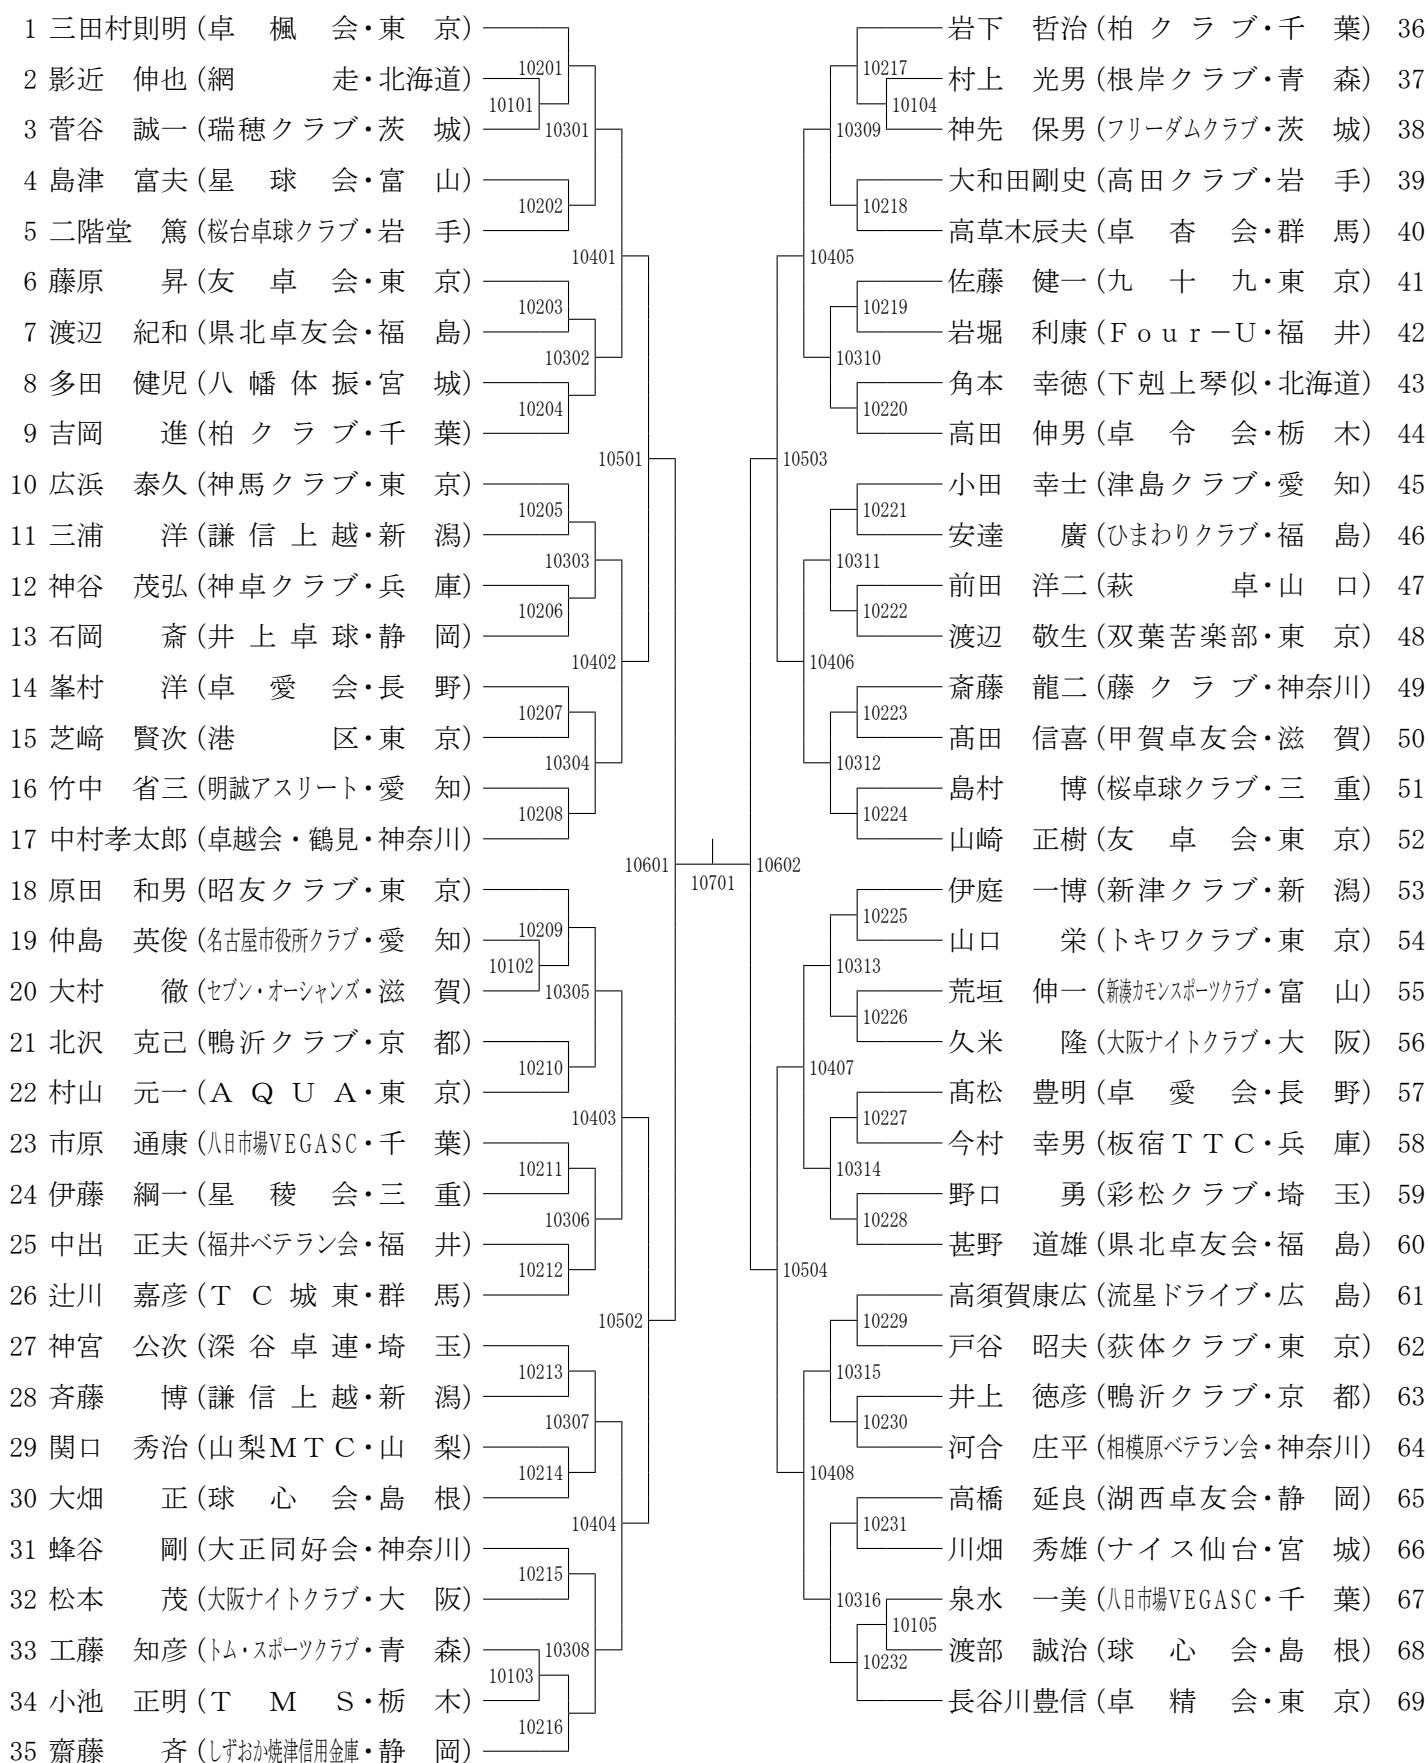 1 三田村則明 (卓楓会・東京)
2 影近 伸也 (網走・北海道)
3 菅谷 誠一 (瑞穂クラブ・茨城)
4 島津 富夫 (星球会・富山)
5 二階堂 篤 (桜台卓球クラブ・岩手)
6 藤原 昇 (友卓会・東京)
7 渡辺 紀和 (県北卓友会・福島)
8 多田 健児 (八幡体振・宮城)
9 吉岡 進 (柏クラブ・千葉)
10 広浜 泰久 (神馬クラブ・東京)
11 三浦 洋 (謙信上越・新潟)
12 神谷 茂弘 (神卓クラブ・兵庫)
13 石岡 斎 (井上卓球・静岡)
14 峯村 洋 (卓愛会・長野)
15 芝﨑 賢次 (港区・東京)
16 竹中 省三 (明誠アスリート・愛知)
17 中村孝太郎 (卓越会・鶴見・神奈川)
18 原田 和男 (昭友クラブ・東京)
19 仲島 英俊 (名古屋市役所クラブ・愛知)
20 大村 徹 (セブン・オーシャンズ・滋賀)
21 北沢 克己 (鴨沂クラブ・京都)
22 村山 元一 (AQUA・東京)
23 市原 通康 (八日市場VEGASC・千葉)
24 伊藤 綱一 (星稜会・三重)
25 中出 正夫 (福井ベテラン会・福井)
26 辻川 嘉彦 (TC城東・群馬)
27 神宮 公次 (深谷卓連・埼玉)
28 斉藤 博 (謙信上越・新潟)
29 関口 秀治 (山梨MTC・山梨)
30 大畑 正 (球心会・島根)
31 蜂谷 剛 (大正同好会・神奈川)
32 松本 茂 (大阪ナイトクラブ・大阪)
33 工藤 知彦 (トム・スポーツクラブ・青森)
34 小池 正明 (TMS・栃木)
35 齋藤 斉 (しずおか焼津信用金庫・静岡)
10101
10102
10103
10201
10202
10203
10204
10205
10206
10207
10208
10209
10210
10211
10212
10213
10214
10215
10216
10301
10302
10303
10304
10305
10306
10307
10308
10401
10402
10403
10404
10501
10502
10601
10701
10602
10503
10504
10405
10406
10407
10408
10309
10310
10311
10312
10313
10314
10315
10316
10217
10218
10219
10220
10221
10222
10223
10224
10225
10226
10227
10228
10229
10230
10231
10232
10104
10105
岩下 哲治 (柏クラブ・千葉) 36
村上 光男 (根岸クラブ・青森) 37
神先 保男 (フリーダムクラブ・茨城) 38
大和田剛史 (高田クラブ・岩手) 39
高草木辰夫 (卓杳会・群馬) 40
佐藤 健一 (九十九・東京) 41
岩堀 利康 (Four－U・福井) 42
角本 幸徳 (下剋上琴似・北海道) 43
高田 伸男 (卓令会・栃木) 44
小田 幸士 (津島クラブ・愛知) 45
安達 廣 (ひまわりクラブ・福島) 46
前田 洋二 (萩卓・山口) 47
渡辺 敬生 (双葉苦楽部・東京) 48
斎藤 龍二 (藤クラブ・神奈川) 49
髙田 信喜 (甲賀卓友会・滋賀) 50
島村 博 (桜卓球クラブ・三重) 51
山崎 正樹 (友卓会・東京) 52
伊庭 一博 (新津クラブ・新潟) 53
山口 栄 (トキワクラブ・東京) 54
荒垣 伸一 (新湊カモンスポーツクラブ・富山) 55
久米 隆 (大阪ナイトクラブ・大阪) 56
髙松 豊明 (卓愛会・長野) 57
今村 幸男 (板宿TTC・兵庫) 58
野口 勇 (彩松クラブ・埼玉) 59
甚野 道雄 (県北卓友会・福島) 60
高須賀康広 (流星ドライブ・広島) 61
戸谷 昭夫 (荻体クラブ・東京) 62
井上 徳彦 (鴨沂クラブ・京都) 63
河合 庄平 (相模原ベテラン会・神奈川) 64
高橋 延良 (湖西卓友会・静岡) 65
川畑 秀雄 (ナイス仙台・宮城) 66
泉水 一美 (八日市場VEGASC・千葉) 67
渡部 誠治 (球心会・島根) 68
長谷川豊信 (卓精会・東京) 69